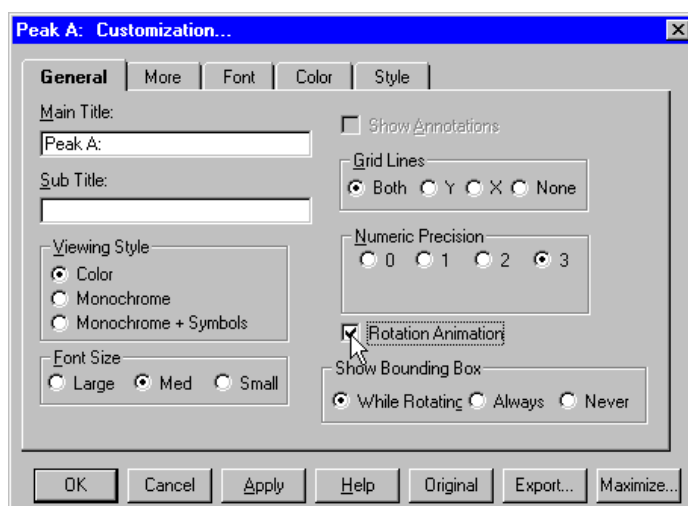 Peak A: Customization...
General More Font Color Style
Main Title:
Peak A:
Sub Title:
Viewing Style
Color
Monochrome
Monochrome + Symbols
Font Size
Large Med Small
Show Annotations
Grid Lines
Both Y X None
Numeric Precision
0 1 2 3
Rotation Animation
Show Bounding Box
While Rotating Always Never
OK Cancel Apply Help Original Export... Maximize...